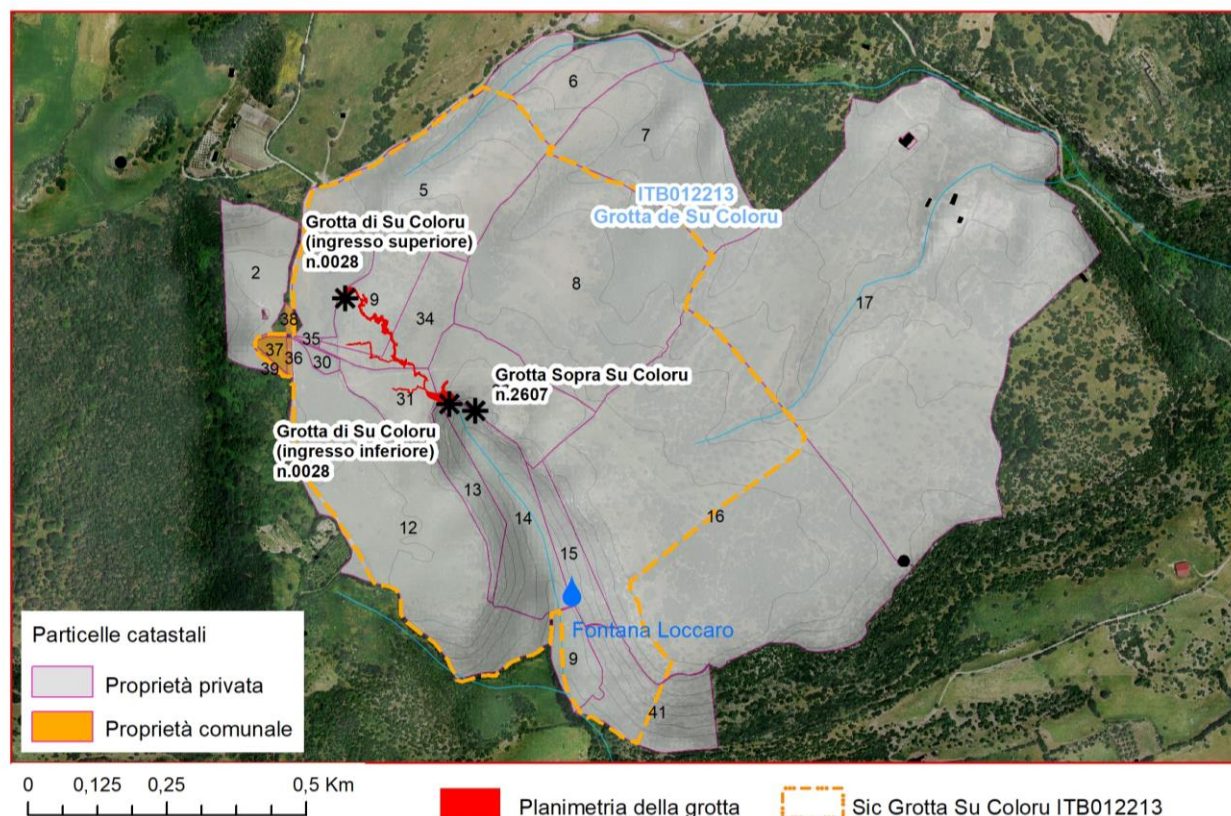 6
7
5
ITB012213
Grotta de Su Coloru
Grotta di Su Coloru
(ingresso superiore)
n.0028
2
8
17
9
34
38
35
37
36
30
39
Grotta Sopra Su Coloru
n.2607
31
Grotta di Su Coloru
(ingresso inferiore)
n.0028
13
14
16
12
15
Fontana Loccaro
9
41
Particelle catastali
Proprietà privata
Proprietà comunale
0 0,125 0,25 0,5 Km
Planimetria della grotta
Sic Grotta Su Coloru ITB012213